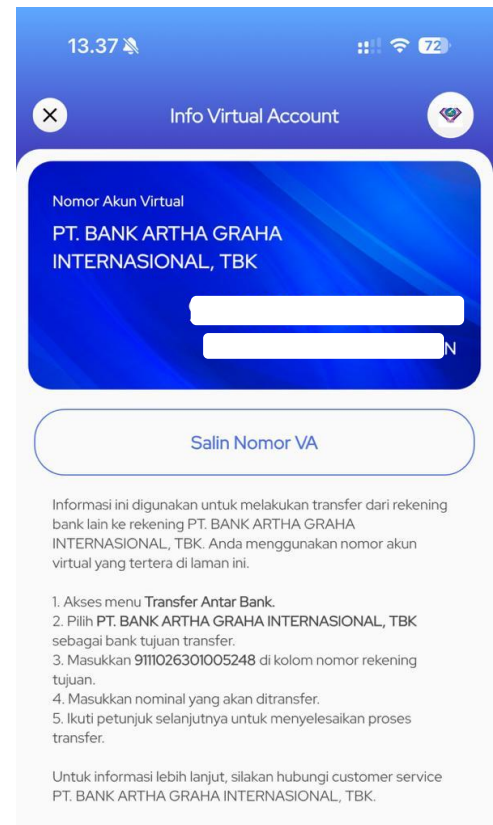 13.37
72
Info Virtual Account
Nomor Akun Virtual
PT. BANK ARTHA GRAHA
INTERNASIONAL, TBK
N
Salin Nomor VA
Informasi ini digunakan untuk melakukan transfer dari rekening
bank lain ke rekening PT. BANK ARTHA GRAHA
INTERNASIONAL, TBK. Anda menggunakan nomor akun
virtual yang tertera di laman ini.
1. Akses menu Transfer Antar Bank.
2. Pilih PT. BANK ARTHA GRAHA INTERNASIONAL, TBK
sebagai bank tujuan transfer.
3. Masukkan 9111026301005248 di kolom nomor rekening
tujuan.
4. Masukkan nominal yang akan ditransfer.
5. Ikuti petunjuk selanjutnya untuk menyelesaikan proses
transfer.
Untuk informasi lebih lanjut, silakan hubungi customer service
PT. BANK ARTHA GRAHA INTERNASIONAL, TBK.